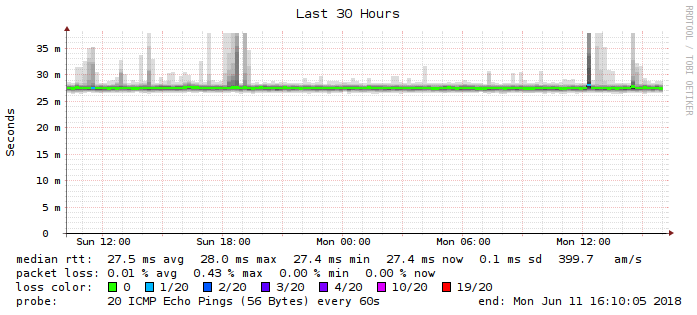 Last 30 Hours
RRDTOOL / TOBI OETIKER
Seconds
35 m
30 m
25 m
20 m
15 m
10 m
5 m
0
Sun 12:00 Sun 18:00 Mon 00:00 Mon 06:00 Mon 12:00
median rtt: 27.5 ms avg 28.0 ms max 27.4 ms min 27.4 ms now 0.1 ms sd 399.7 am/s
packet loss: 0.01 % avg 0.43 % max 0.00 % min 0.00 % now
loss color: 0 1/20 2/20 3/20 4/20 10/20 19/20
probe: 20 ICMP Echo Pings (56 Bytes) every 60s end: Mon Jun 11 16:10:05 2018